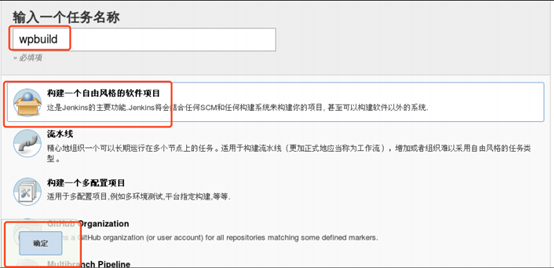 输入一个任务名称
wpbuild
» 必填项
构建一个自由风格的软件项目
这是Jenkins的主要功能.Jenkins将会结合任何SCM和任何构建系统来构建你的项目, 甚至可以构建软件以外的系统.
流水线
精心地组织一个可以长期运行在多个节点上的任务。适用于构建流水线（更加正式地应当称为工作流），增加或者组织难以采用自由风格的任务类
型。
构建一个多配置项目
适用于多配置项目,例如多环境测试,平台指定构建,等等.
GitHub Organization
a GitHub organization (or user account) for all repositories matching some defined markers.
确定
Multibranch Pipeline